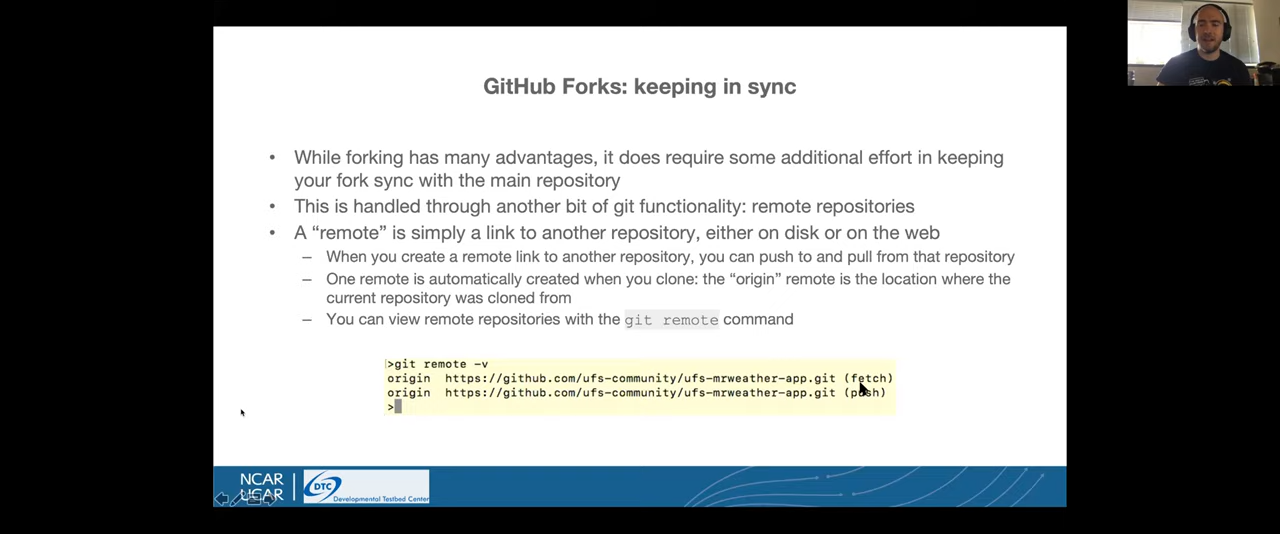 GitHub Forks: keeping in sync
• While forking has many advantages, it does require some additional effort in keeping
your fork sync with the main repository
• This is handled through another bit of git functionality: remote repositories
• A “remote” is simply a link to another repository, either on disk or on the web
– When you create a remote link to another repository, you can push to and pull from that repository
– One remote is automatically created when you clone: the “origin” remote is the location where the
current repository was cloned from
– You can view remote repositories with the git remote command
>git remote -v
origin https://github.com/ufs-community/ufs-mrweather-app.git (fetch)
origin https://github.com/ufs-community/ufs-mrweather-app.git (push)
>
NCAR
UCAR
DTC
Developmental Testbed Center